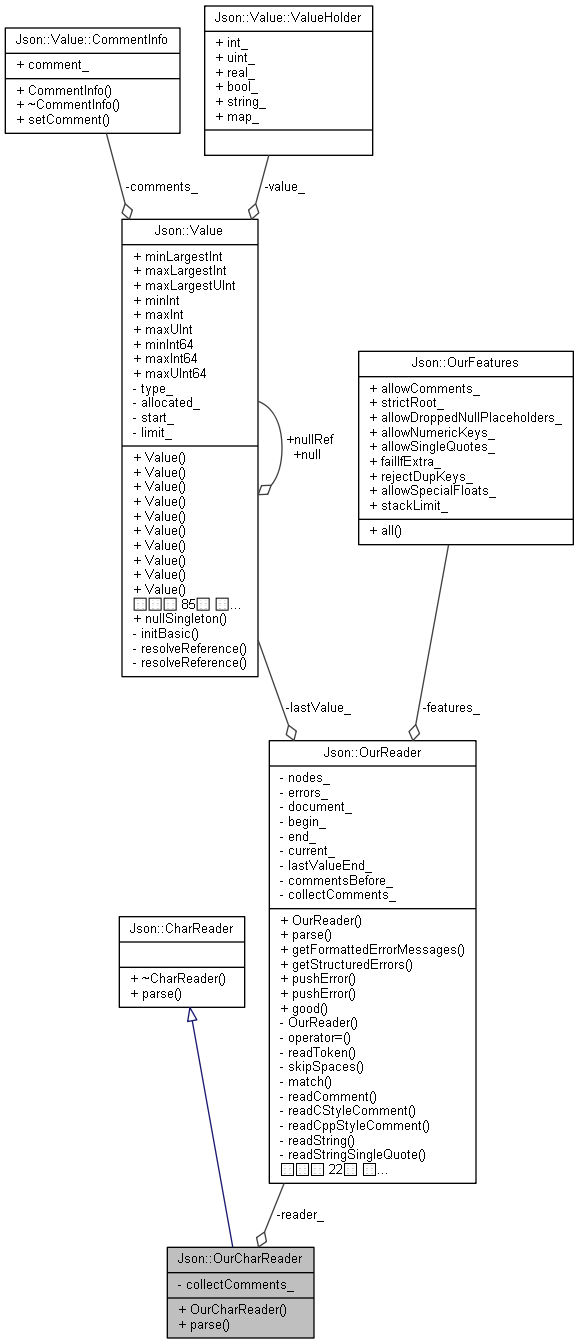 Json::Value::CommentInfo
+ comment_
+ CommentInfo()
+ ~CommentInfo()
+ setComment()
Json::Value::ValueHolder
+ int_
+ uint_
+ real_
+ bool_
+ string_
+ map_
-comments_
-value_
Json::Value
+ minLargestInt
+ maxLargestInt
+ maxLargestUInt
+ minInt
+ maxInt
+ maxUInt
+ minInt64
+ maxInt64
+ maxUInt64
- type_
- allocated_
- start_
- limit_
+ Value()
+ Value()
+ Value()
+ Value()
+ Value()
+ Value()
+ Value()
+ Value()
+ Value()
+ Value()
85 ...
+ nullSingleton()
- initBasic()
- resolveReference()
- resolveReference()
+nullRef
+null
Json::OurFeatures
+ allowComments_
+ strictRoot_
+ allowDroppedNullPlaceholders_
+ allowNumericKeys_
+ allowSingleQuotes_
+ failIfExtra_
+ rejectDupKeys_
+ allowSpecialFloats_
+ stackLimit_
+ all()
-lastValue_
-features_
Json::OurReader
- nodes_
- errors_
- document_
- begin_
- end_
- current_
- lastValueEnd_
- commentsBefore_
- collectComments_
+ OurReader()
+ parse()
+ getFormattedErrorMessages()
+ getStructuredErrors()
+ pushError()
+ pushError()
+ good()
- OurReader()
- operator=()
- readToken()
- skipSpaces()
- match()
- readComment()
- readCStyleComment()
- readCppStyleComment()
- readString()
- readStringSingleQuote()
22 ...
Json::CharReader
+ ~CharReader()
+ parse()
-reader_
Json::OurCharReader
- collectComments_
+ OurCharReader()
+ parse()